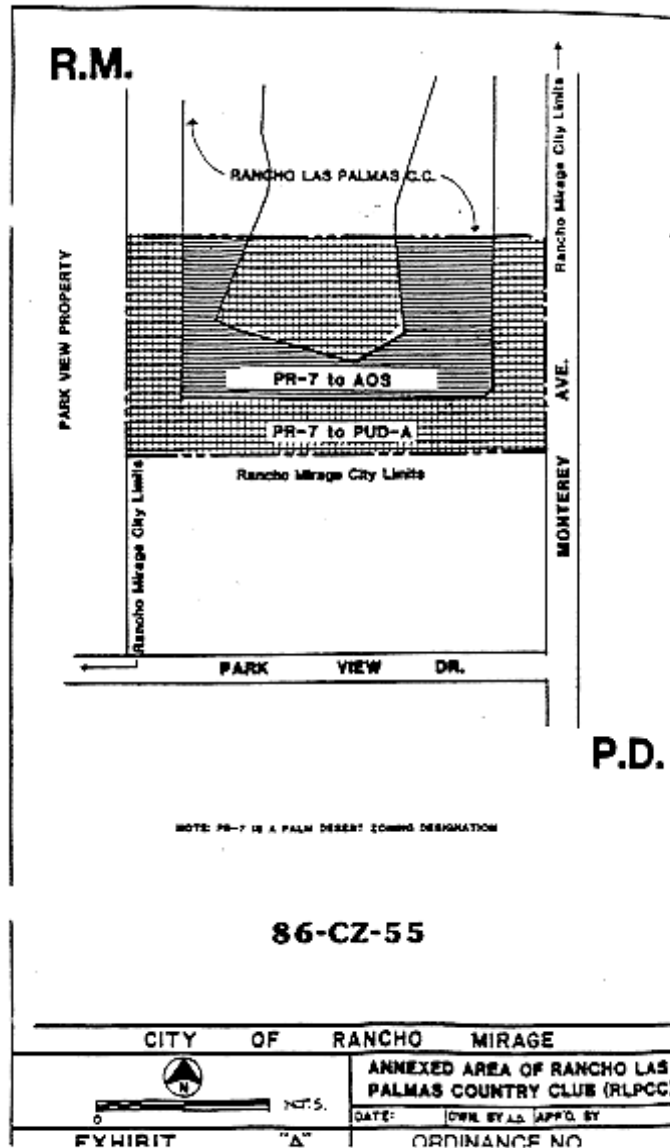 R.M.
Rancho Mirage City Limits
RANCHO LAS PALMAS C.C.
PARK VIEW PROPERTY
PR-7 to AOS
PR-7 to PUD-A
Rancho Mirage City Limits
Rancho Mirage City Limits
MONTEREY AVE.
PARK VIEW DR.
P.D.
NOTE: PR-7 IS A PALM DESERT ZONING DESIGNATION
86-CZ-55
CITY OF RANCHO MIRAGE
N
0
N.T.S.
ANNEXED AREA OF RANCHO LAS
PALMAS COUNTRY CLUB (RLPCC)
DATE:
APP'D. BY
EXHIBIT "A"
ORDINANCE NO